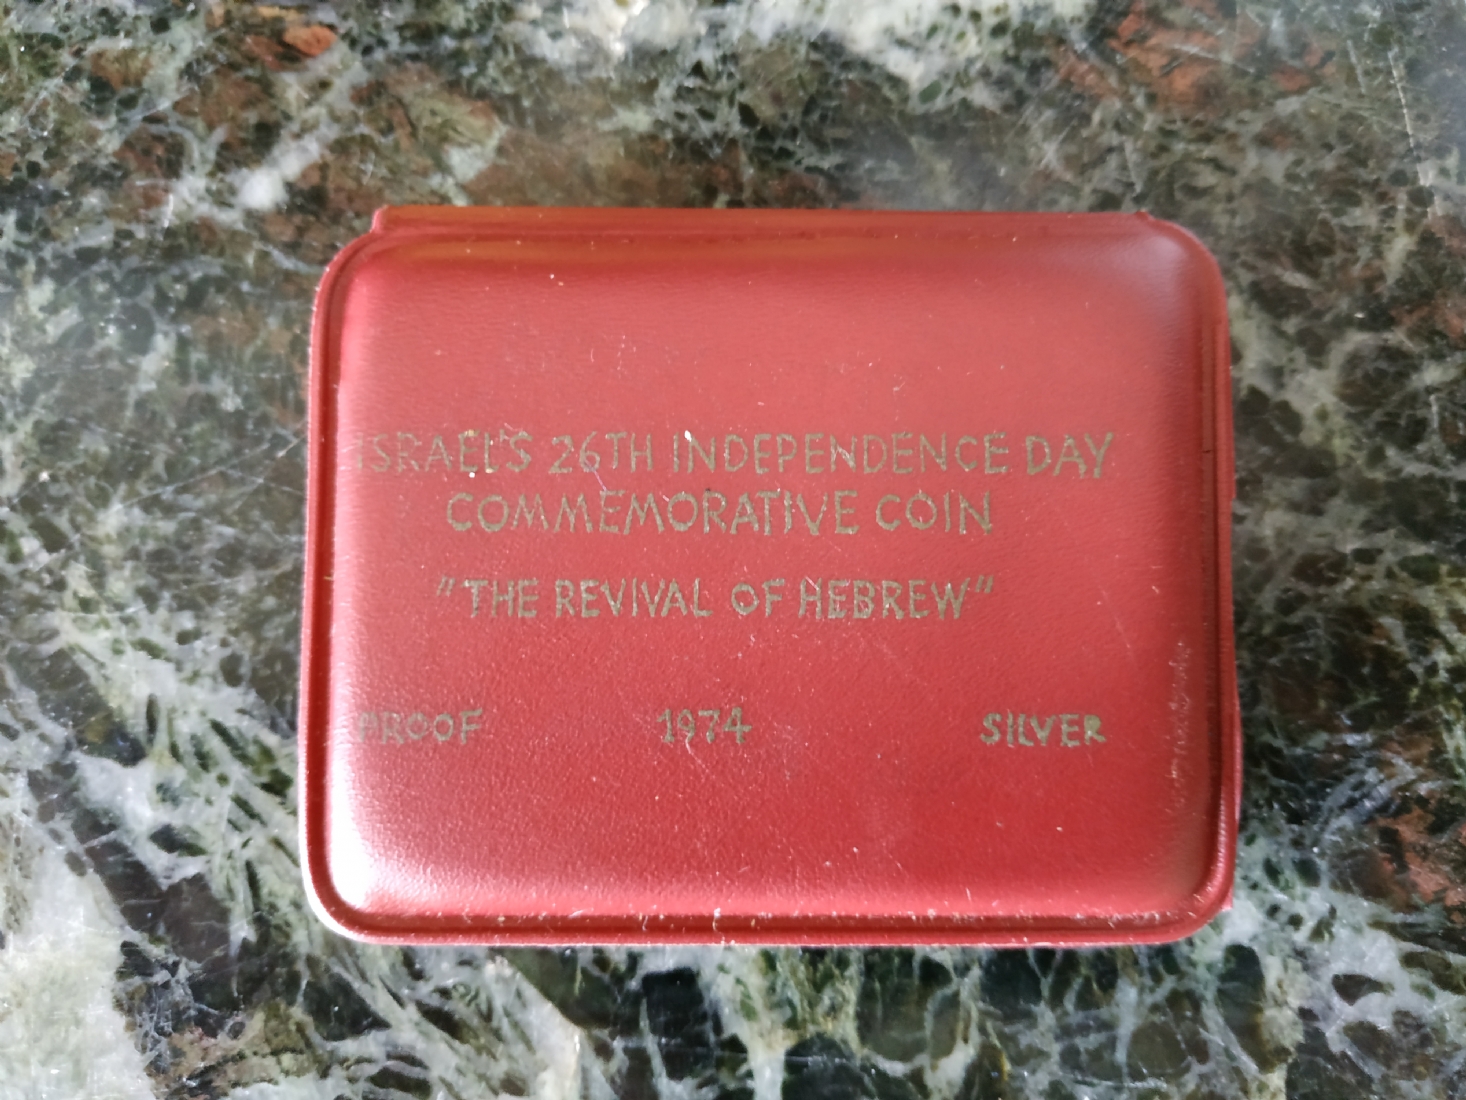 ISRAEL'S 26TH INDEPENDENCE DAY
COMMEMORATIVE COIN
"THE REVIVAL OF HEBREW"
PROOF 1974 SILVER